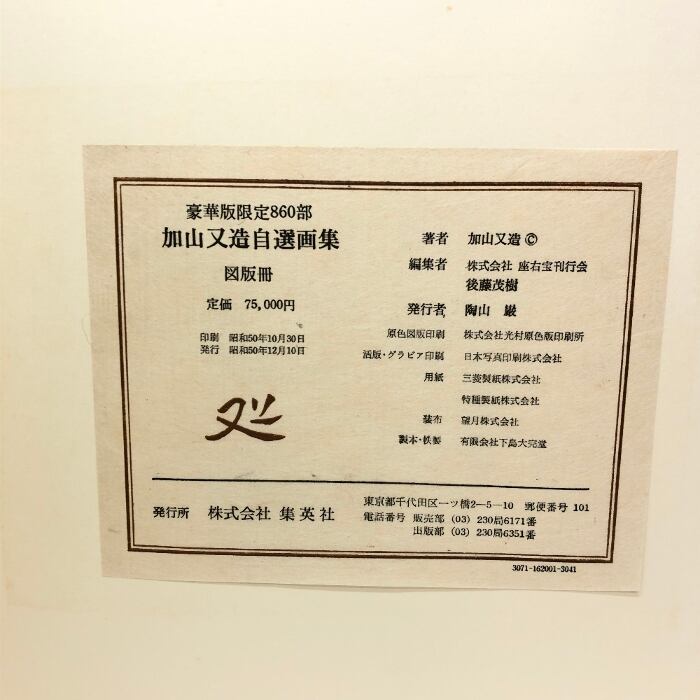 豪華版限定860部
加山又造自選画集
図版冊
定価 75,000円
印刷 昭和50年10月30日
発行 昭和50年12月10日
著者 加山又造 ©
編集者 株式会社 座右宝刊行会
後藤茂樹
発行者 陶山 巌
原色図版印刷 株式会社光村原色版印刷所
活版・グラビア印刷 日本写真印刷株式会社
用紙 三菱製紙株式会社
特種製紙株式会社
装布 望月株式会社
製本・帙製 有限会社下島大完堂
発行所 株式会社 集英社
東京都千代田区一ツ橋2—5—10 郵便番号 101
電話番号 販売部 (03) 230局6171番
出版部 (03) 230局6351番
3071-162001-3041